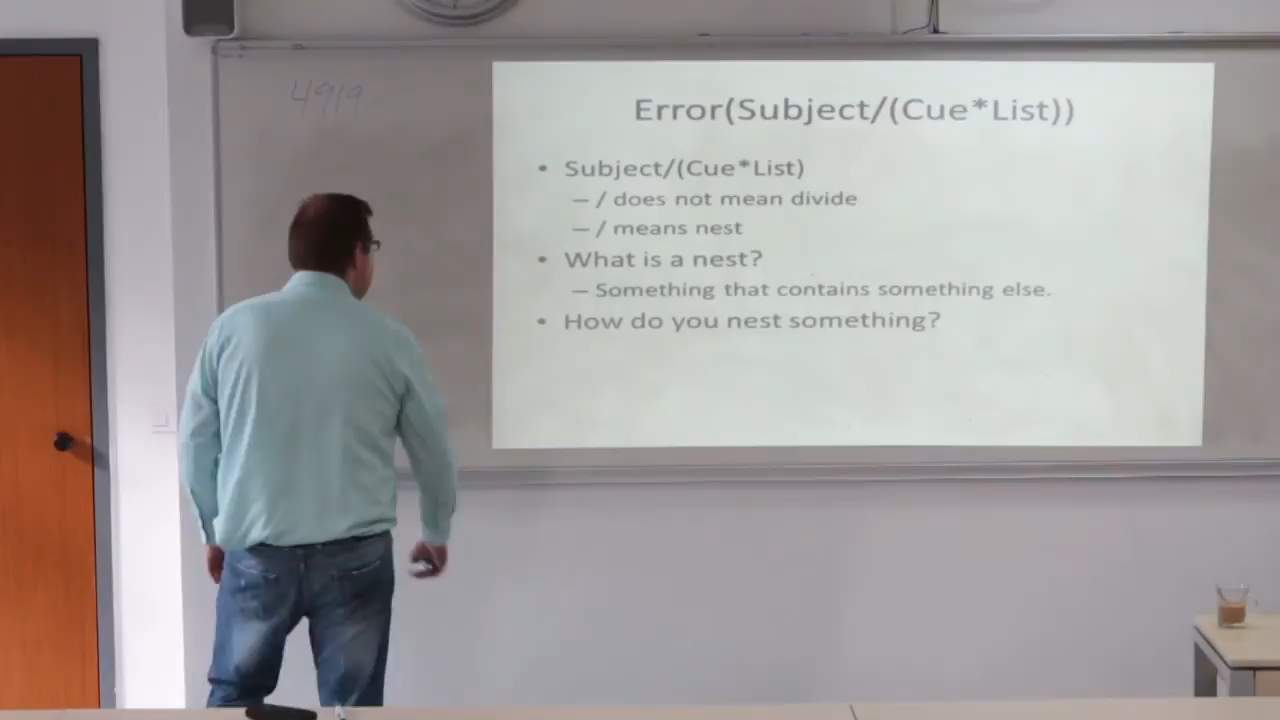 4919
Error(Subject/(Cue*List))
• Subject/(Cue*List)
– / does not mean divide
– / means nest
• What is a nest?
– Something that contains something else.
• How do you nest something?